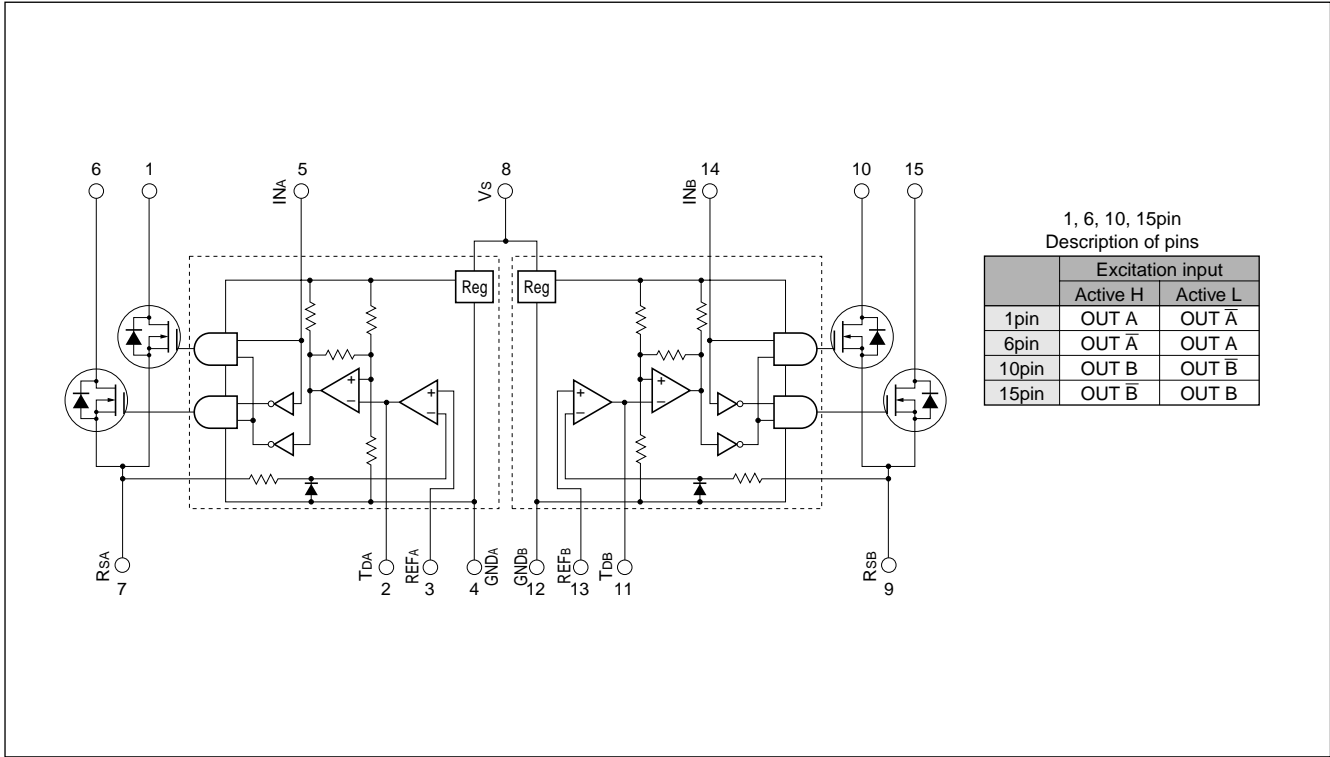 6 1 5 8 14 10 15
INA VS INB
1, 6, 10, 15pin
Description of pins
Excitation input
Active H Active L
1pin OUT A OUT A̅
6pin OUT A̅ OUT A
10pin OUT B OUT B̅
15pin OUT B̅ OUT B
Reg Reg
+ + + +
− − − −
RSA TDA REFA GNDA GNDB REFB TDB RSB
7 2 3 4 12 13 11 9